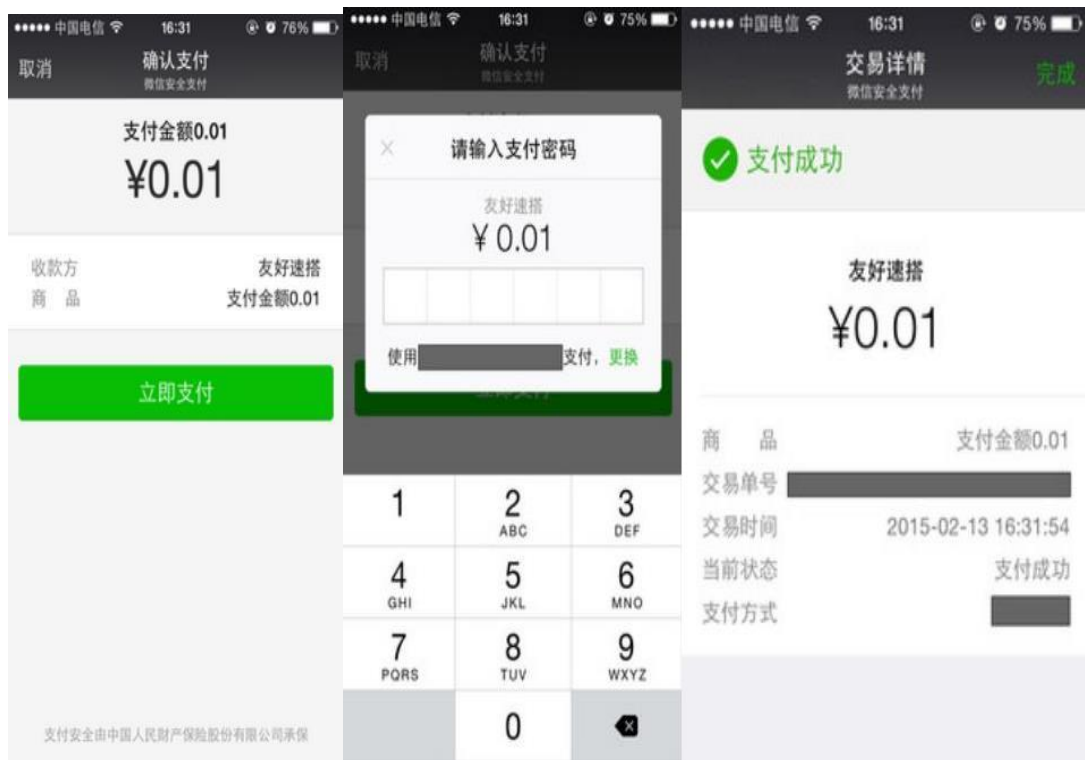 中国电信 16:31 76%
取消 确认支付
微信安全支付
支付金额0.01
¥0.01
收款方 友好速搭
商品 支付金额0.01
立即支付
支付安全由中国人民财产保险股份有限公司承保
中国电信 16:31 75%
取消 确认支付
微信安全支付
请输入支付密码
友好速搭
¥ 0.01
使用 支付，更换
1 2 3
ABC DEF
4 5 6
GHI JKL MNO
7 8 9
PQRS TUV WXYZ
0
中国电信 16:31 75%
交易详情 完成
微信安全支付
支付成功
友好速搭
¥0.01
商品 支付金额0.01
交易单号
交易时间 2015-02-13 16:31:54
当前状态 支付成功
支付方式